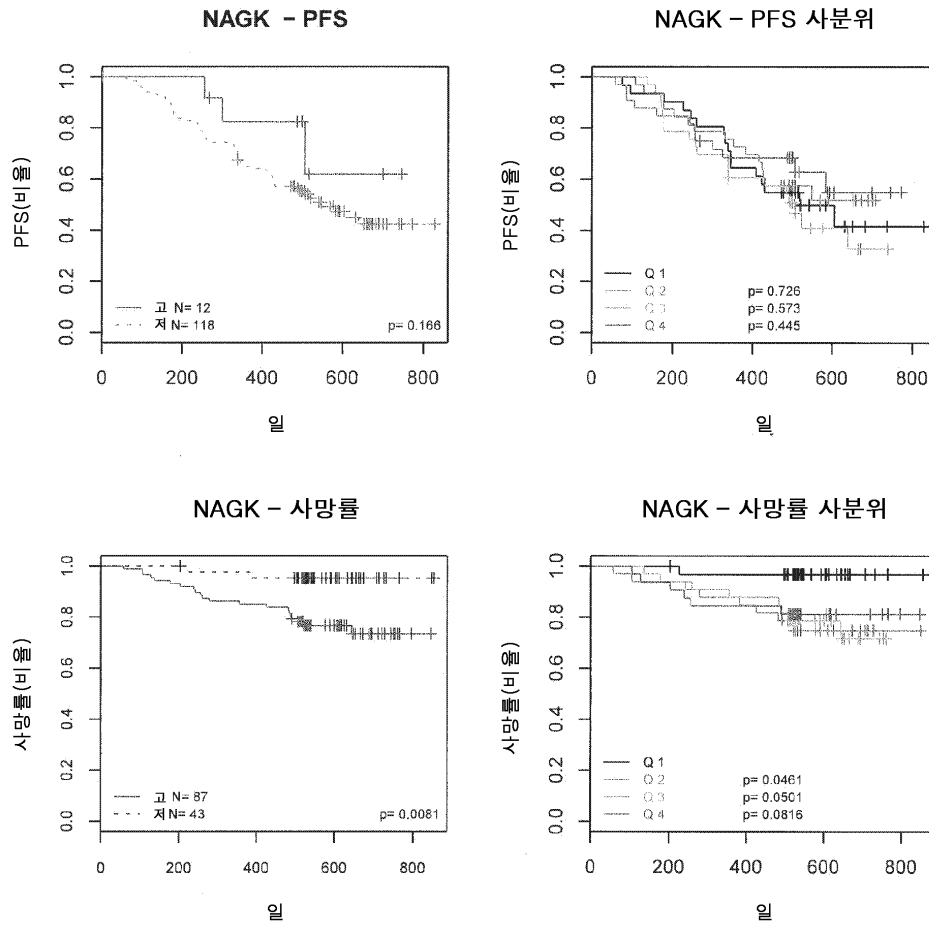 NAGK - PFS
PFS(비율)
1.0
0.8
0.6
0.4
0.2
0.0
고 N= 12
저 N= 118
p= 0.166
0 200 400 600 800
일
NAGK - PFS 사분위
PFS(비율)
1.0
0.8
0.6
0.4
0.2
0.0
Q 1
Q 2 p= 0.726
Q 3 p= 0.573
Q 4 p= 0.445
0 200 400 600 800
일
NAGK - 사망률
사망률(비율)
1.0
0.8
0.6
0.4
0.2
0.0
고 N= 87
저 N= 43
p= 0.0081
0 200 400 600 800
일
NAGK - 사망률 사분위
사망률(비율)
1.0
0.8
0.6
0.4
0.2
0.0
Q 1
Q 2 p= 0.0461
Q 3 p= 0.0501
Q 4 p= 0.0816
0 200 400 600 800
일